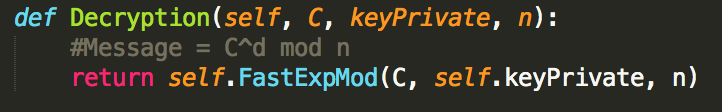 def Decryption(self, C, keyPrivate, n):
#Message = C^d mod n
return self.FastExpMod(C, self.keyPrivate, n)